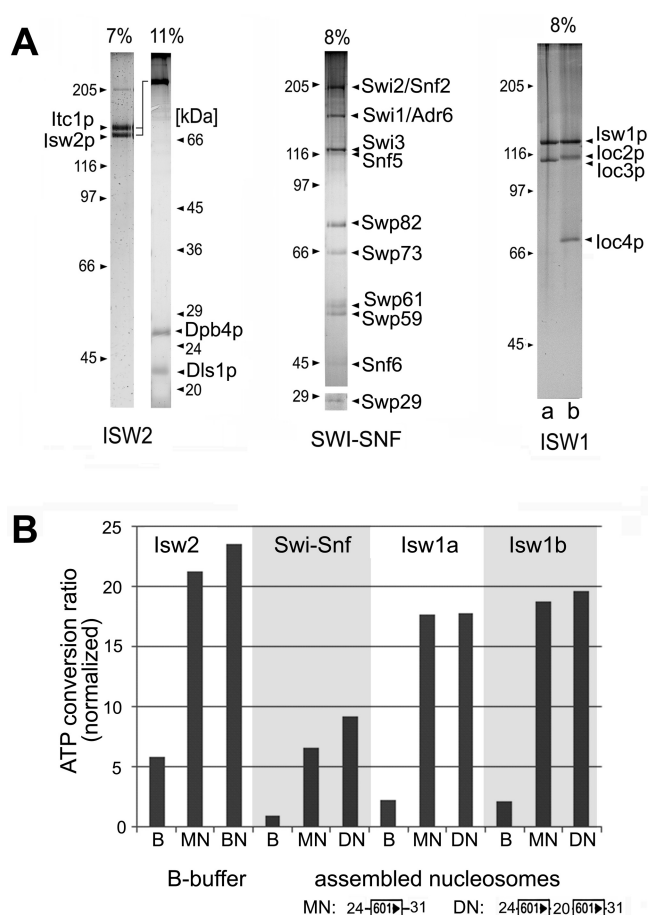 A
7% 11%
205
Itc1p
Isw2p
116
97
66
45
[kDa]
66
45
36
29
Dpb4p
24
Dls1p
20
ISW2
8%
205
116
97
66
45
29
Swi2/Snf2
Swi1/Adr6
Swi3
Snf5
Swp82
Swp73
Swp61
Swp59
Snf6
Swp29
SWI-SNF
8%
205
116
97
66
45
Isw1p
Ioc2p
Ioc3p
Ioc4p
a b
ISW1
B
ATP conversion ratio
(normalized)
25
20
15
10
5
0
Isw2 Swi-Snf Isw1a Isw1b
B MN BN B MN DN B MN DN B MN DN
B-buffer assembled nucleosomes
MN: 24-601-31 DN: 24-601-20-601-31